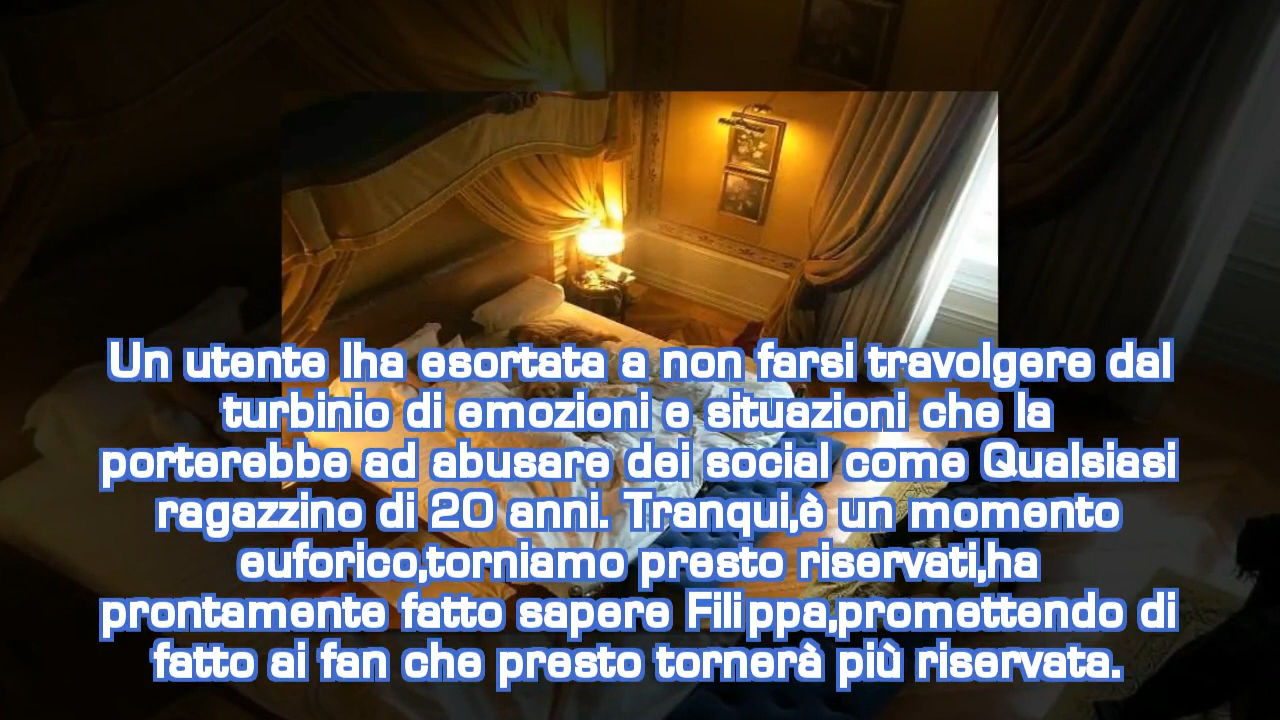 Un utente lha esortata a non farsi travolgere dal
turbinio di emozioni e situazioni che la
porterebbe ad abusare dei social come Qualsiasi
ragazzino di 20 anni. Tranqui,è un momento
euforico,torniamo presto riservati,ha
prontamente fatto sapere Filippa,promettendo di
fatto ai fan che presto tornerà più riservata.